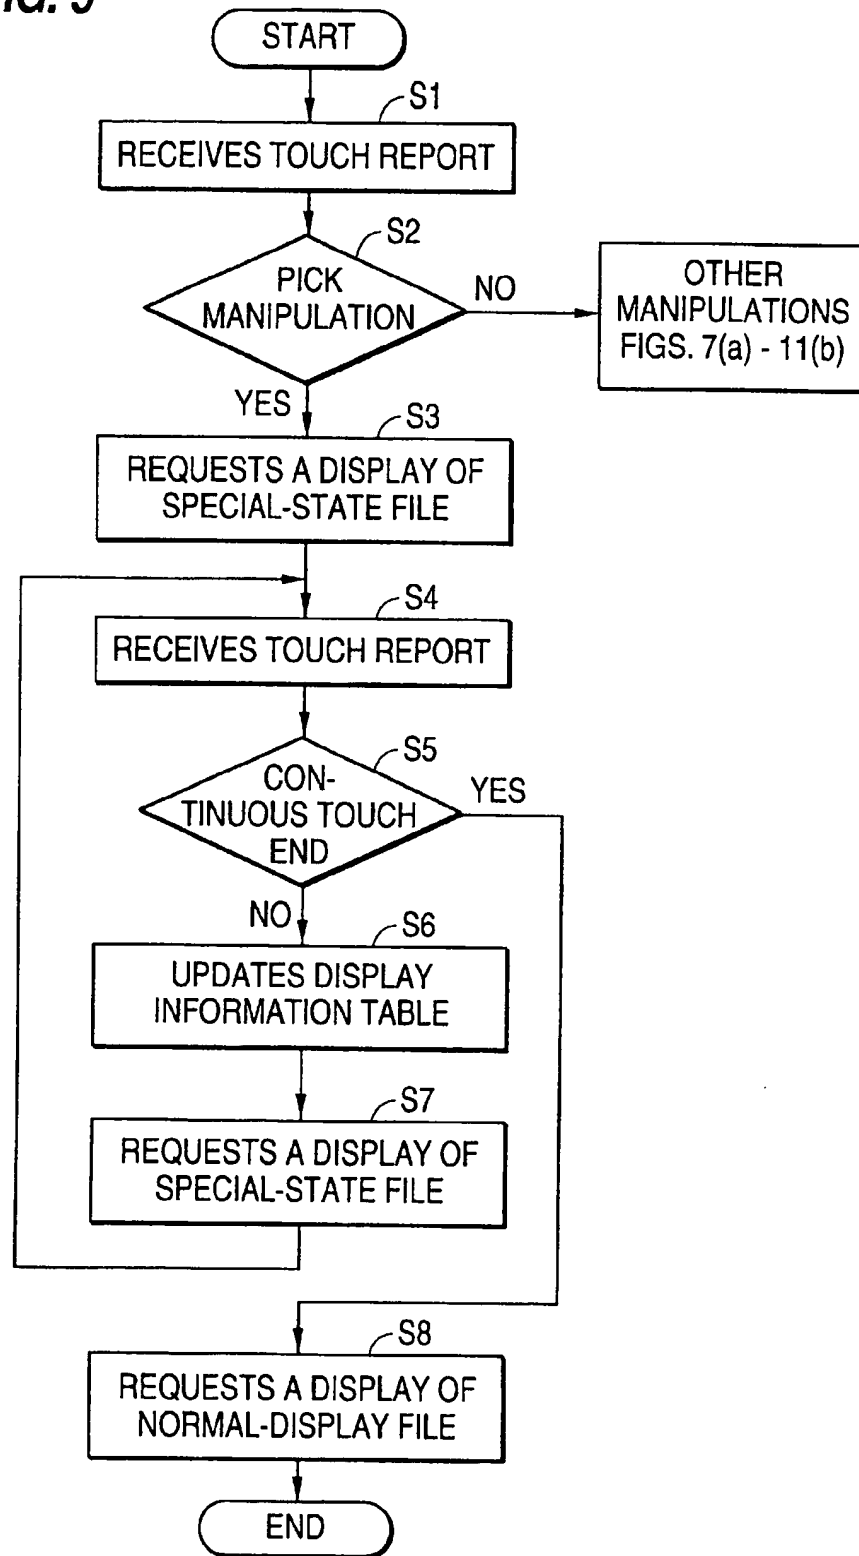 START
S1
RECEIVES TOUCH REPORT
S2
PICK
MANIPULATION
NO
OTHER
MANIPULATIONS
FIGS. 7(a) - 11(b)
YES
S3
REQUESTS A DISPLAY OF
SPECIAL-STATE FILE
S4
RECEIVES TOUCH REPORT
S5
CON-
TINUOUS TOUCH
END
YES
NO
S6
UPDATES DISPLAY
INFORMATION TABLE
S7
REQUESTS A DISPLAY OF
SPECIAL-STATE FILE
S8
REQUESTS A DISPLAY OF
NORMAL-DISPLAY FILE
END